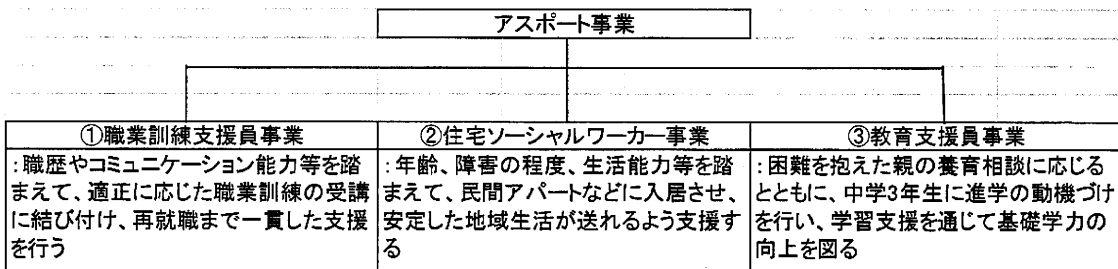 アスポート事業
①職業訓練支援員事業
:職歴やコミュニケーション能力等を踏
まえて、適正に応じた職業訓練の受講
に結び付け、再就職まで一貫した支援
を行う
②住宅ソーシャルワーカー事業
:年齢、障害の程度、生活能力等を踏
まえて、民間アパートなどに入居させ、
安定した地域生活が送れるよう支援す
る
③教育支援員事業
:困難を抱えた親の養育相談に応じる
とともに、中学3年生に進学の動機づけ
を行い、学習支援を通じて基礎学力の
向上を図る